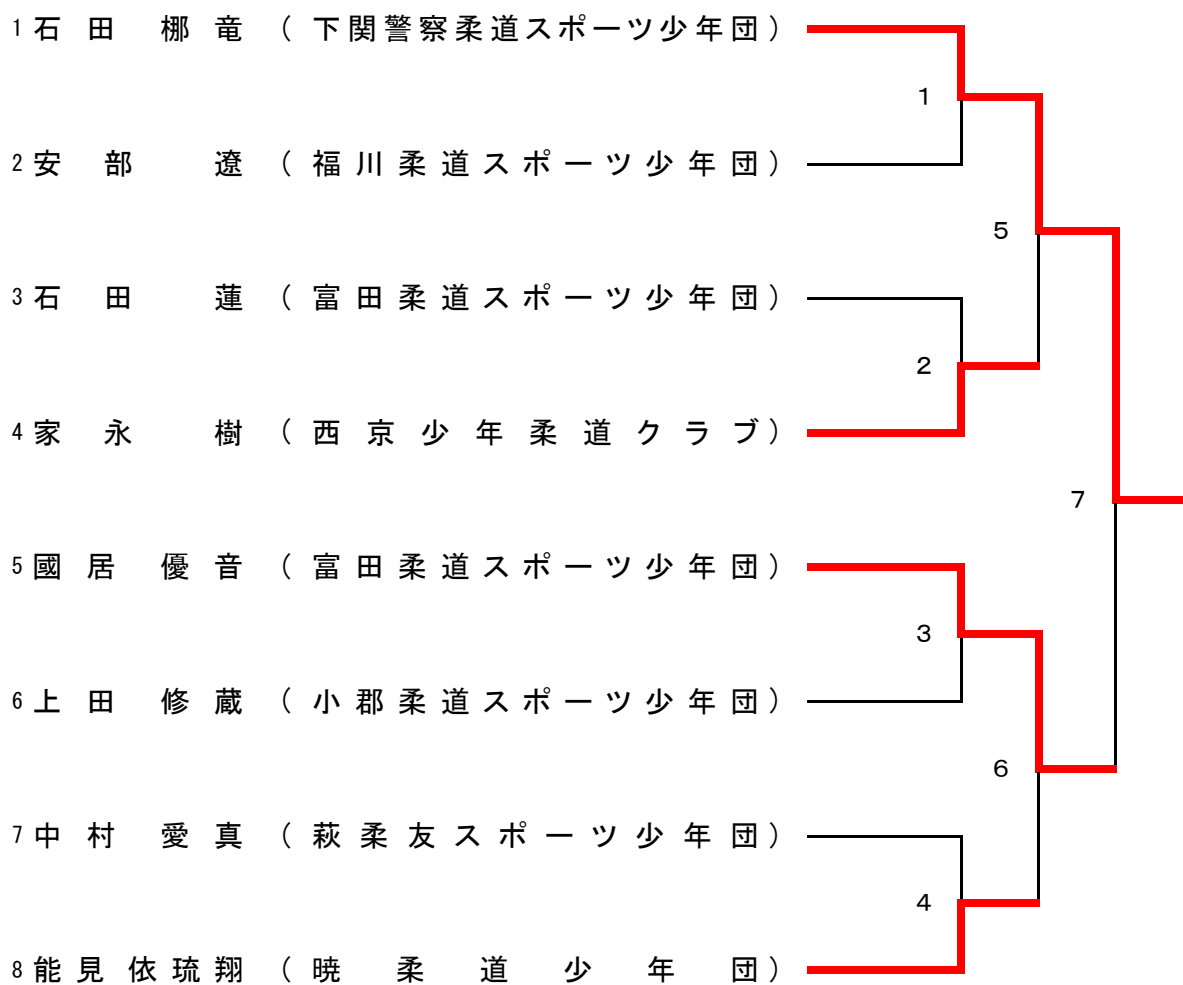 1 石田 梛竜 (下関警察柔道スポーツ少年団)
1
2 安部 遼 (福川柔道スポーツ少年団)
5
3 石田 蓮 (富田柔道スポーツ少年団)
2
4 家永 樹 (西京少年柔道クラブ)
7
5 國居 優音 (富田柔道スポーツ少年団)
3
6 上田 修蔵 (小郡柔道スポーツ少年団)
6
7 中村 愛真 (萩柔友スポーツ少年団)
4
8 能見 依琉翔 (暁柔道少年団)